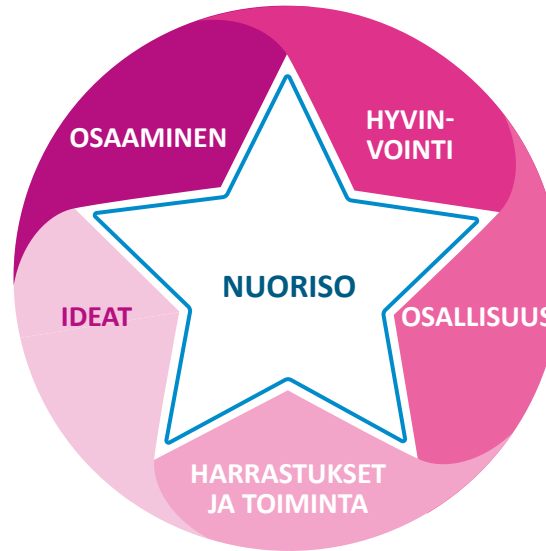 OSAAMINEN
HYVIN-
VOINTI
NUORISO
IDEAT
OSALLISUUS
HARRASTUKSET
JA TOIMINTA